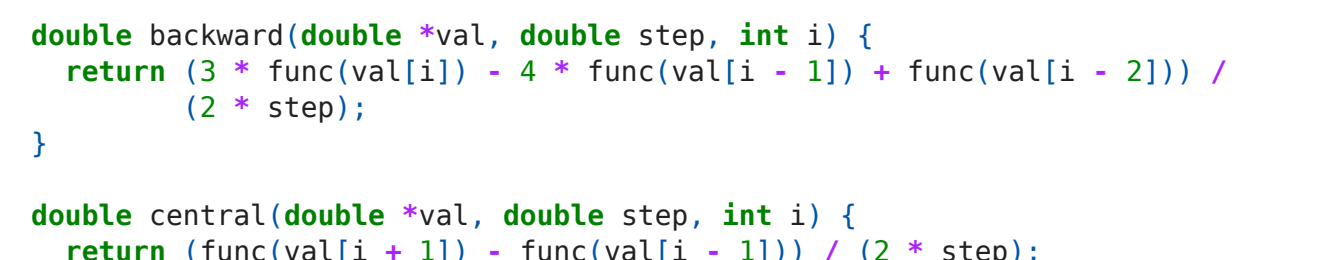 double backward(double *val, double step, int i) {
  return (3 * func(val[i]) - 4 * func(val[i - 1]) + func(val[i - 2])) /
         (2 * step);
}
double central(double *val, double step, int i) {
  return (func(val[i + 1]) - func(val[i - 1])) / (2 * step);